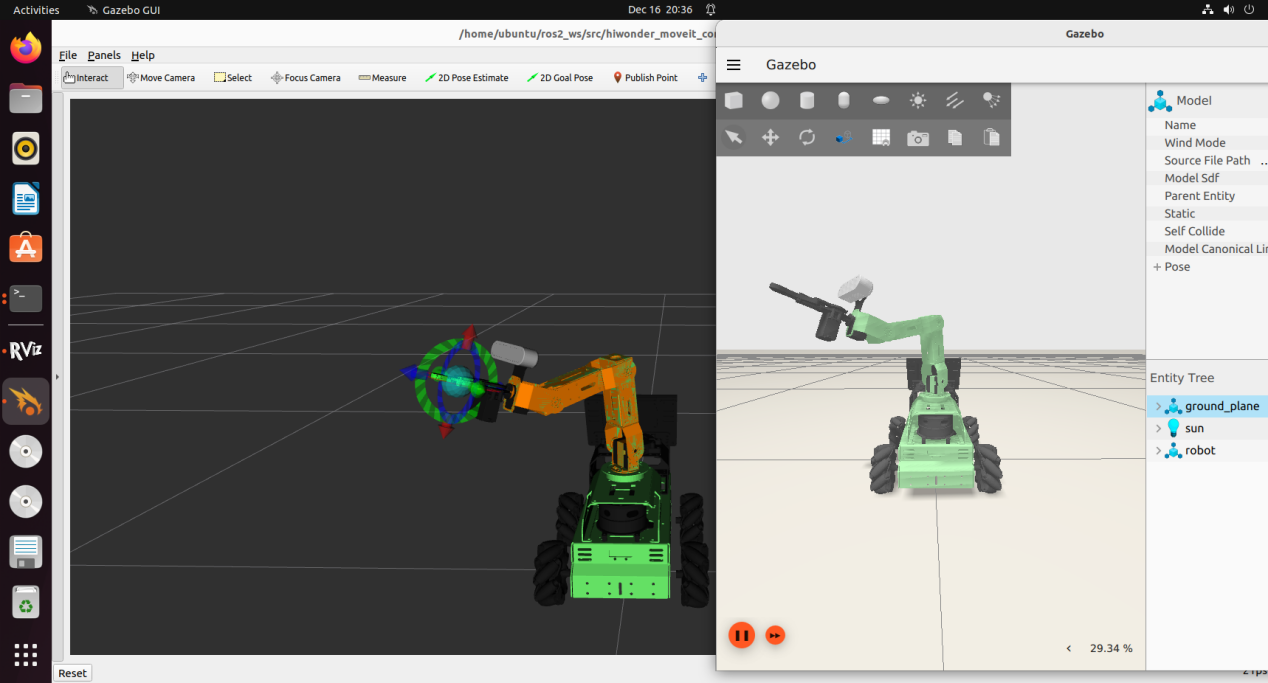 Activities Gazebo GUI Dec 16 20:36
/home/ubuntu/ros2_ws/src/hiwonder_moveit_co
Gazebo
File Panels Help
Gazebo
Interact Move Camera Select Focus Camera Measure 2D Pose Estimate 2D Goal Pose Publish Point
Model
Name
Wind Mode
Source File Path ..
Model Sdf
Parent Entity
Static
Self Collide
Model Canonical Lin
Pose
RViz
Entity Tree
ground_plane
sun
robot
29.34 %
Reset